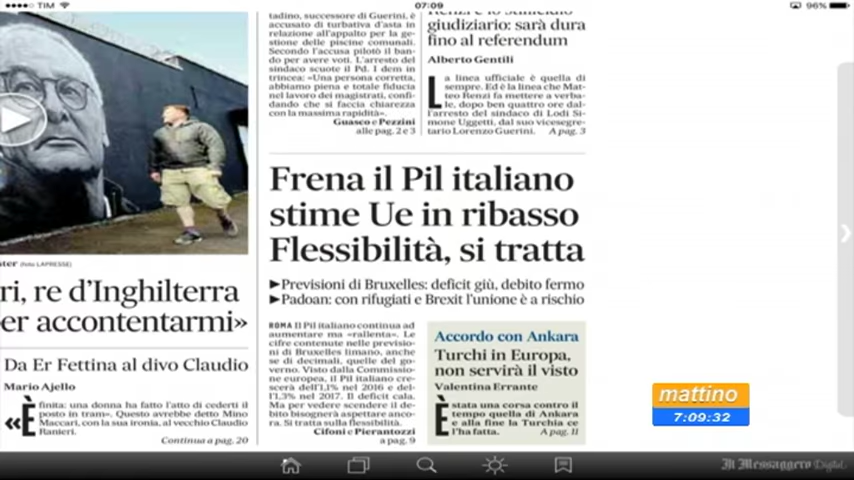 TIM
07:09
96%
tadino, successore di Guerini, è
accusato di turbativa d'asta in
relazione all'appalto per la ge-
stione delle piscine comunali.
Secondo l'accusa pilotò il ban-
do per avere voti. L'arresto del
sindaco scuote il Pd. I dem in
trincea: «Una persona corretta,
abbiamo piena e totale fiducia
nel lavoro dei magistrati, confi-
dando che si faccia chiarezza
con la massima rapidità».
Guasco e Pezzini
alle pag. 2 e 3
giudiziario: sarà dura
fino al referendum
Alberto Gentili
La linea ufficiale è quella di
sempre. Ed è la linea che Mat-
teo Renzi fa mettere a verba-
le, dopo ben quattro ore dal-
l'arresto del sindaco di Lodi Si-
mone Uggetti, dal suo vicesegre-
tario Lorenzo Guerini. A pag. 3
Frena il Pil italiano
stime Ue in ribasso
Flessibilità, si tratta
▶Previsioni di Bruxelles: deficit giù, debito fermo
▶Padoan: con rifugiati e Brexit l'unione è a rischio
ster (foto LAPRESSE)
ri, re d'Inghilterra
er accontentarmi»
Da Er Fettina al divo Claudio
Mario Ajello
«È finita: una donna ha fatto l'atto di cederti il
posto in tram». Questo avrebbe detto Mino
Maccari, con la sua ironia, al vecchio Claudio
Ranieri.
Continua a pag. 20
ROMA Il Pil italiano continua ad
aumentare ma «rallenta». Le
cifre contenute nelle previsio-
ni di Bruxelles limano, anche
se di decimali, quelle del go-
verno. Visto dalla Commissio-
ne europea, il Pil italiano cre-
scerà dell'1,1% nel 2016 e del-
l'1,3% nel 2017. Il deficit cala.
Ma per vedere scendere il de-
bito bisognerà aspettare anco-
ra. Si tratta sulla flessibilità.
Cifoni e Pierantozzi
a pag. 9
Accordo con Ankara
Turchi in Europa,
non servirà il visto
Valentina Errante
È stata una corsa contro il
tempo quella di Ankara
e alla fine la Turchia ce
l'ha fatta. A pag. 11
mattino
7:09:32
Il Messaggero Digital